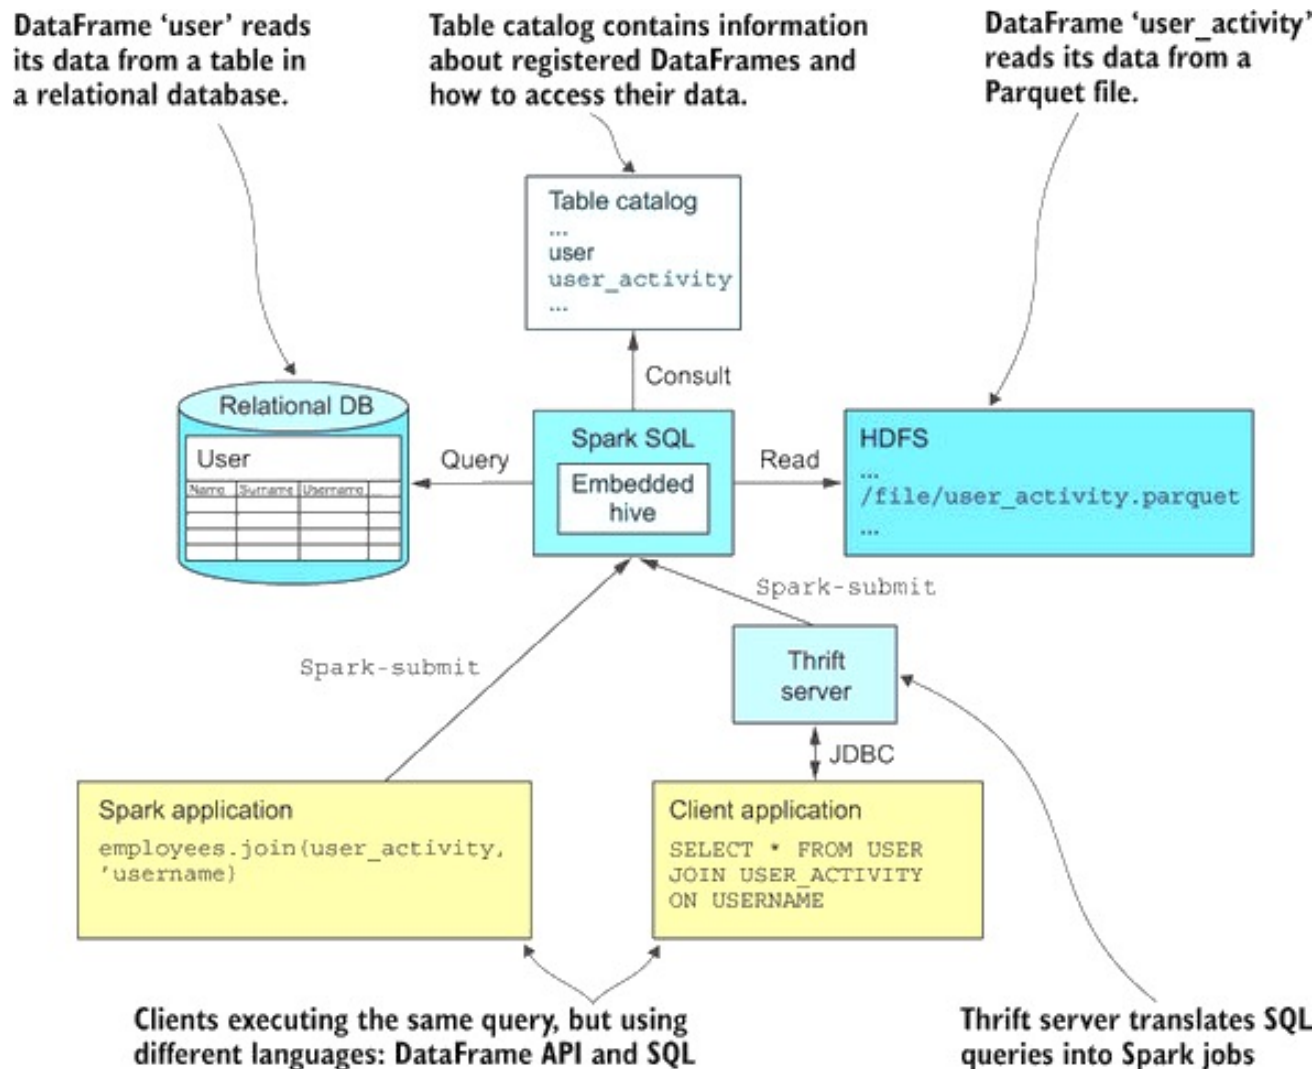 DataFrame ‘user’ reads
its data from a table in
a relational database.
Table catalog contains information
about registered DataFrames and
how to access their data.
DataFrame ‘user_activity’
reads its data from a
Parquet file.
Table catalog
...
user
user_activity
...
Consult
Relational DB
User
Name Surname Username ...
Query
Spark SQL
Embedded
hive
Read
HDFS
...
/file/user_activity.parquet
...
Spark-submit
Spark-submit
Thrift
server
JDBC
Spark application
employees.join(user_activity,
’username)
Client application
SELECT * FROM USER
JOIN USER_ACTIVITY
ON USERNAME
Clients executing the same query, but using
different languages: DataFrame API and SQL
Thrift server translates SQL
queries into Spark jobs